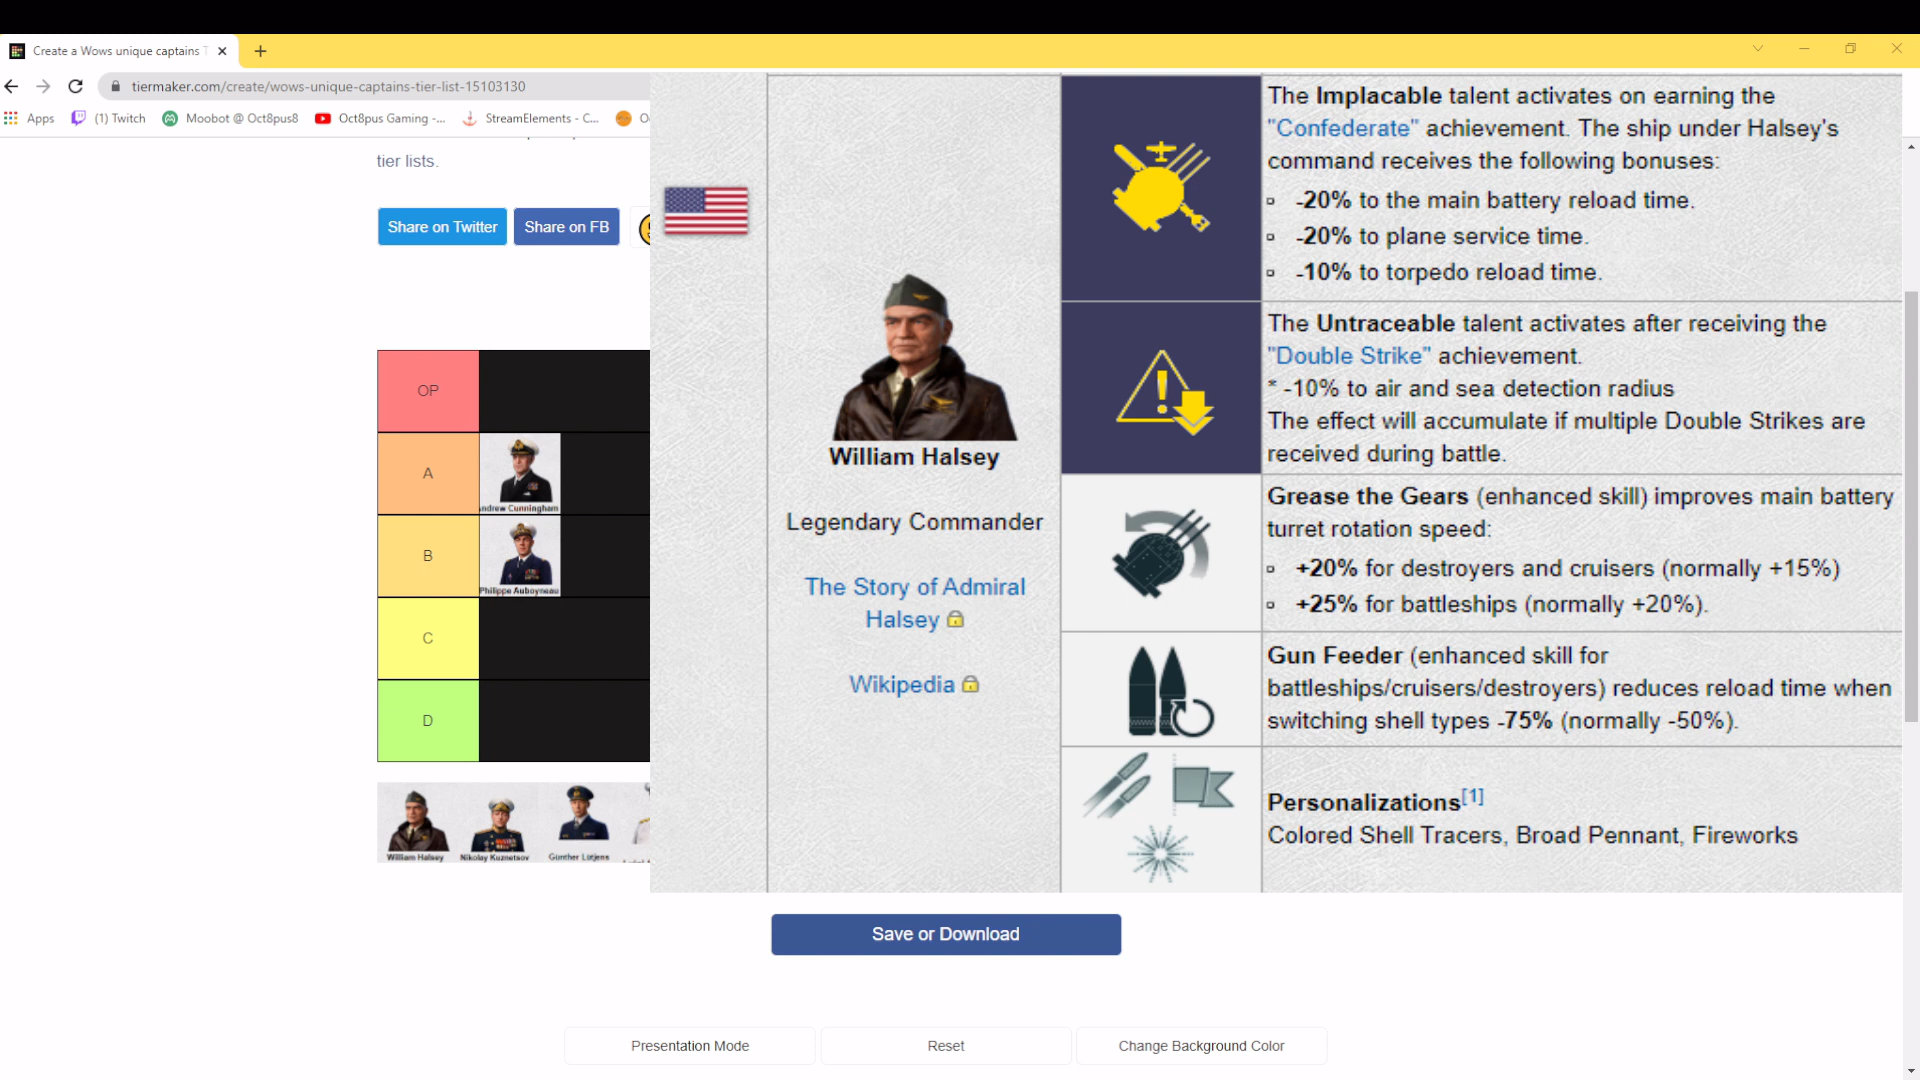 Create a Wows unique captains T
tiermaker.com/create/wows-unique-captains-tier-list-15103130
Apps
(1) Twitch
Moobot @ Oct8pus8
Oct8pus Gaming -...
StreamElements - C...
tier lists.
Share on Twitter
Share on FB
OP
A
Andrew Cunningham
B
Philippe Auboyneau
C
D
William Halsey
Nikolay Kuznetsov
Günther Lütjens
William Halsey
Legendary Commander
The Story of Admiral
Halsey
Wikipedia
The Implacable talent activates on earning the
"Confederate" achievement. The ship under Halsey's
command receives the following bonuses:
-20% to the main battery reload time.
-20% to plane service time.
-10% to torpedo reload time.
The Untraceable talent activates after receiving the
"Double Strike" achievement.
* -10% to air and sea detection radius
The effect will accumulate if multiple Double Strikes are
received during battle.
Grease the Gears (enhanced skill) improves main battery
turret rotation speed:
+20% for destroyers and cruisers (normally +15%)
+25% for battleships (normally +20%).
Gun Feeder (enhanced skill for
battleships/cruisers/destroyers) reduces reload time when
switching shell types -75% (normally -50%).
Personalizations[1]
Colored Shell Tracers, Broad Pennant, Fireworks
Save or Download
Presentation Mode
Reset
Change Background Color